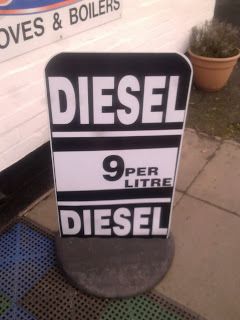 OVES & BOILERS
DIESEL
9 PER
LITRE
DIESEL